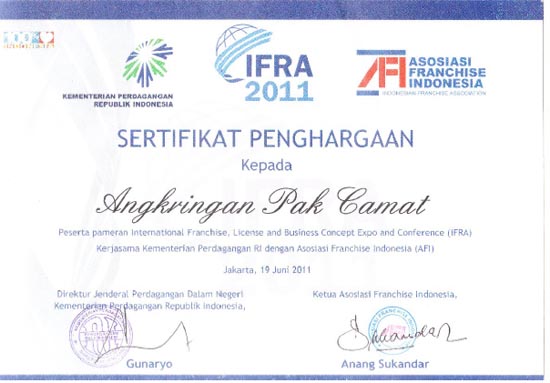 KEMENTERIAN PERDAGANGAN
REPUBLIK INDONESIA
IFRA
2011
AFI
ASOSIASI
FRANCHISE
INDONESIA
INDONESIAN FRANCHISE ASSOCIATION
SERTIFIKAT PENGHARGAAN
Kepada
Angkringan Pak Camat
Peserta pameran International Franchise, License and Business Concept Expo and Conference (IFRA)
Kerjasama Kementerian Perdagangan RI dengan Asosiasi Franchise Indonesia (AFI)
Jakarta, 19 Juni 2011
Direktur Jenderal Perdagangan Dalam Negeri
Kementerian Perdagangan Republik Indonesia,
Ketua Asosiasi Franchise Indonesia,
Gunaryo
Anang Sukandar